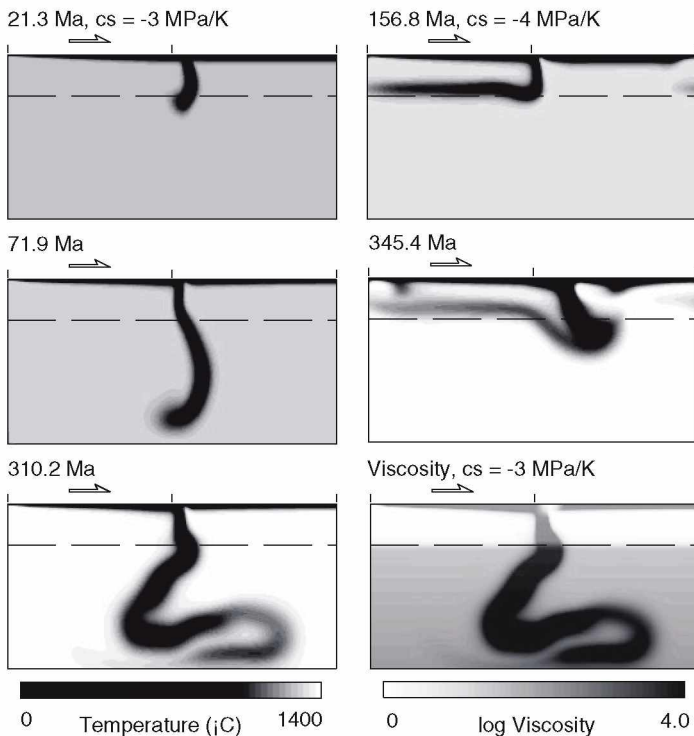 21.3 Ma, cs = -3 MPa/K
156.8 Ma, cs = -4 MPa/K
71.9 Ma
345.4 Ma
310.2 Ma
Viscosity, cs = -3 MPa/K
0 Temperature (¡C) 1400
0 log Viscosity 4.0